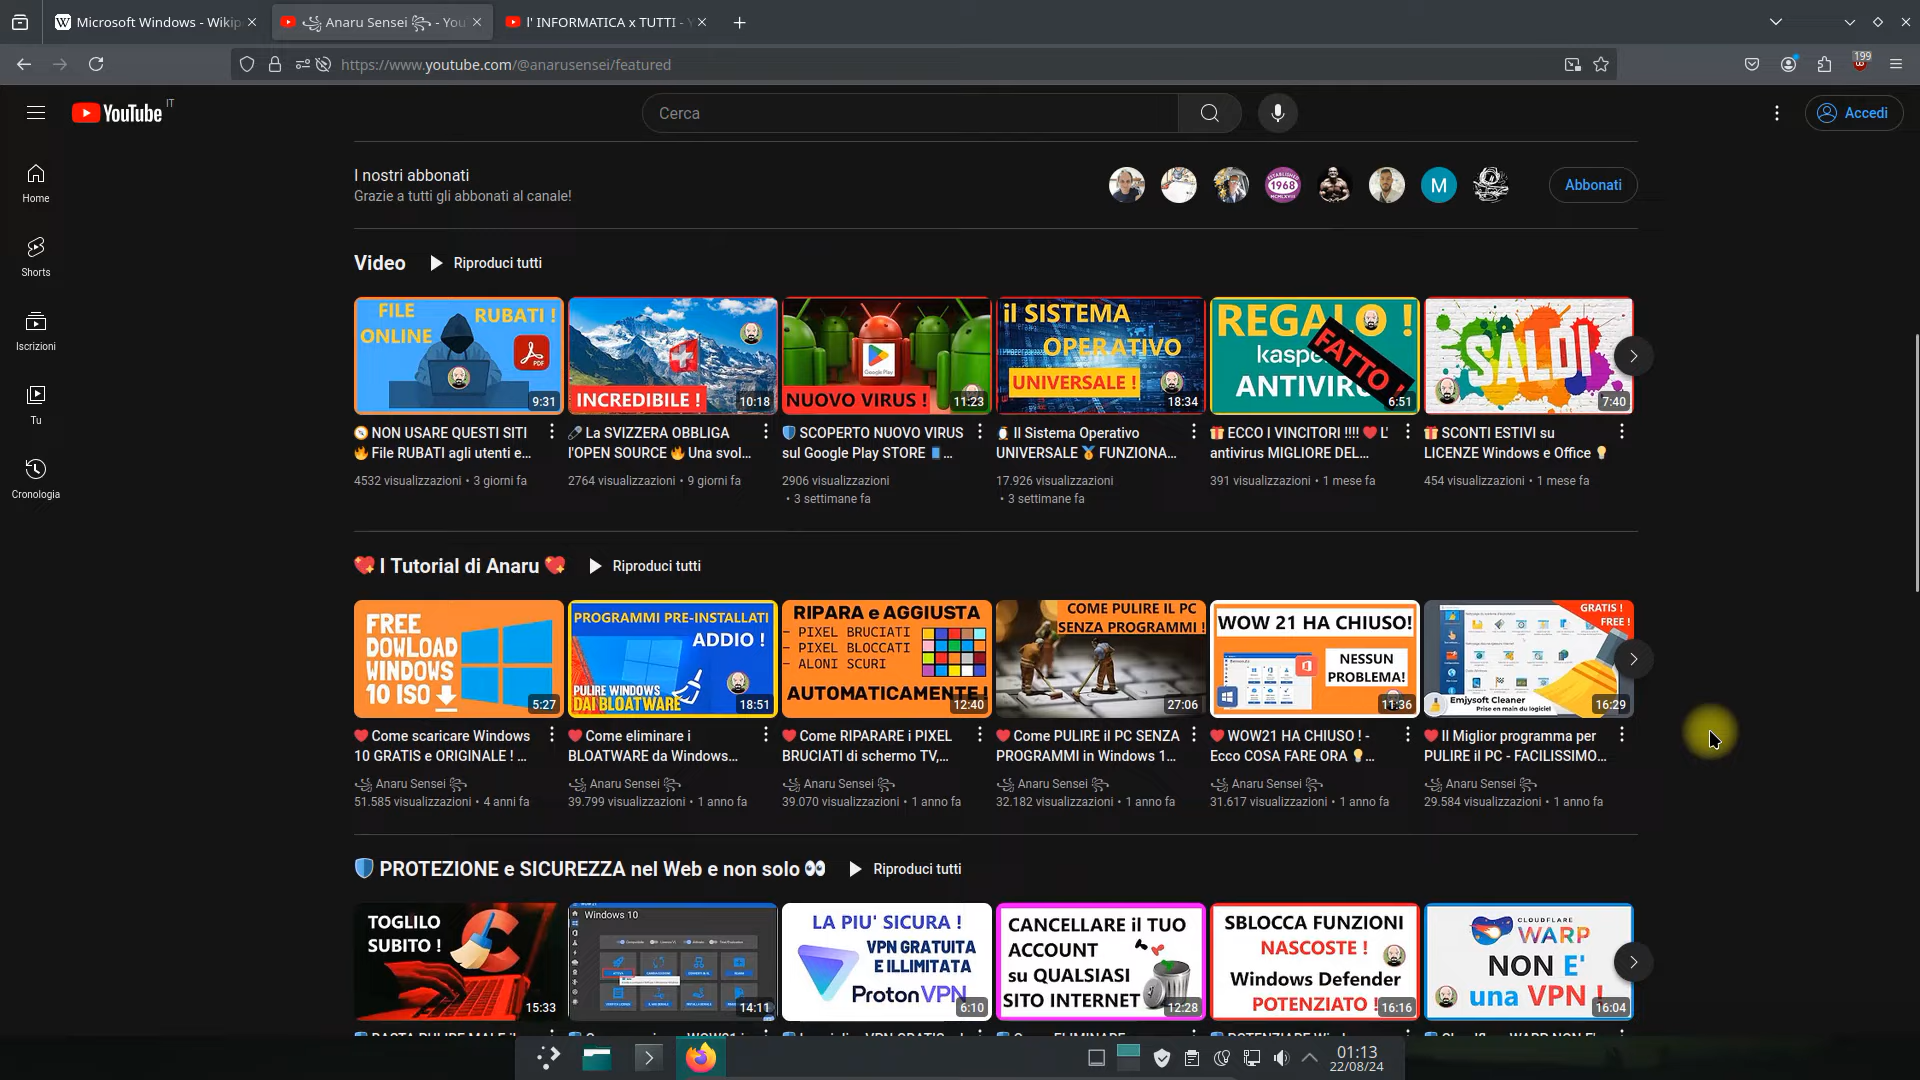 Microsoft Windows - Wikip
Anaru Sensei - You
l' INFORMATICA x TUTTI - Y
199
https://www.youtube.com/@anarusensei/featured
YouTube IT
Cerca
Accedi
Home
Shorts
Iscrizioni
Tu
Cronologia
I nostri abbonati
Grazie a tutti gli abbonati al canale!
ESTABLISHED
1968
M
Abbonati
Video
Riproduci tutti
FILE
ONLINE
RUBATI !
PDF
9:31
INCREDIBILE !
10:18
Google Play
NUOVO VIRUS !
11:23
il SISTEMA
OPERATIVO
UNIVERSALE !
18:34
REGALO !
kaspe
ANTIVIRU
FATTO !
6:51
SALDI
7:40
NON USARE QUESTI SITI
File RUBATI agli utenti e...
4532 visualizzazioni • 3 giorni fa
La SVIZZERA OBBLIGA
l'OPEN SOURCE Una svol...
2764 visualizzazioni • 9 giorni fa
SCOPERTO NUOVO VIRUS
sul Google Play STORE ...
2906 visualizzazioni
• 3 settimane fa
Il Sistema Operativo
UNIVERSALE FUNZIONA...
17.926 visualizzazioni
• 3 settimane fa
ECCO I VINCITORI !!!! L'
antivirus MIGLIORE DEL...
391 visualizzazioni • 1 mese fa
SCONTI ESTIVI su
LICENZE Windows e Office
454 visualizzazioni • 1 mese fa
I Tutorial di Anaru
Riproduci tutti
FREE
DOWLOAD
WINDOWS
10 ISO
5:27
PROGRAMMI PRE-INSTALLATI
ADDIO !
PULIRE WINDOWS
DAI BLOATWARE
18:51
RIPARA e AGGIUSTA
- PIXEL BRUCIATI
- PIXEL BLOCCATI
- ALONI SCURI
AUTOMATICAMENTE !
12:40
COME PULIRE IL PC
SENZA PROGRAMMI !
27:06
WOW 21 HA CHIUSO!
NESSUN
PROBLEMA!
11:36
GRATIS !
FREE !
Emjysoft Cleaner
Prise en main du logiciel
16:29
Come scaricare Windows
10 GRATIS e ORIGINALE ! ...
Anaru Sensei
51.585 visualizzazioni • 4 anni fa
Come eliminare i
BLOATWARE da Windows...
Anaru Sensei
39.799 visualizzazioni • 1 anno fa
Come RIPARARE i PIXEL
BRUCIATI di schermo TV,...
Anaru Sensei
39.070 visualizzazioni • 1 anno fa
Come PULIRE il PC SENZA
PROGRAMMI in Windows 1...
Anaru Sensei
32.182 visualizzazioni • 1 anno fa
WOW21 HA CHIUSO ! -
Ecco COSA FARE ORA ...
Anaru Sensei
31.617 visualizzazioni • 1 anno fa
Il Miglior programma per
PULIRE il PC - FACILISSIMO...
Anaru Sensei
29.584 visualizzazioni • 1 anno fa
PROTEZIONE e SICUREZZA nel Web e non solo
Riproduci tutti
TOGLILO
SUBITO !
15:33
Windows 10
14:11
LA PIU' SICURA !
VPN GRATUITA
E ILLIMITATA
ProtonVPN
6:10
CANCELLARE il TUO
ACCOUNT
su QUALSIASI
SITO INTERNET
12:28
SBLOCCA FUNZIONI
NASCOSTE !
Windows Defender
POTENZIATO !
16:16
CLOUDFLARE
WARP
NON E'
una VPN !
16:04
01:13
22/08/24